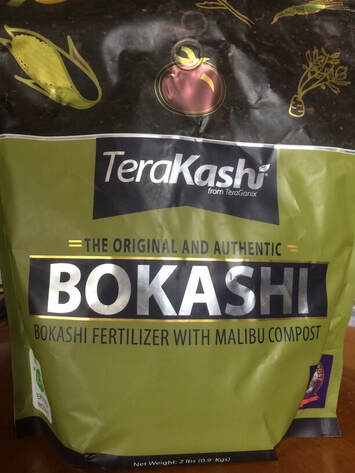 TeraKashi
from TeraGanix
THE ORIGINAL AND AUTHENTIC
BOKASHI
BOKASHI FERTILIZER WITH MALIBU COMPOST
Net Weight: 2 lbs (0.9 Kgs)